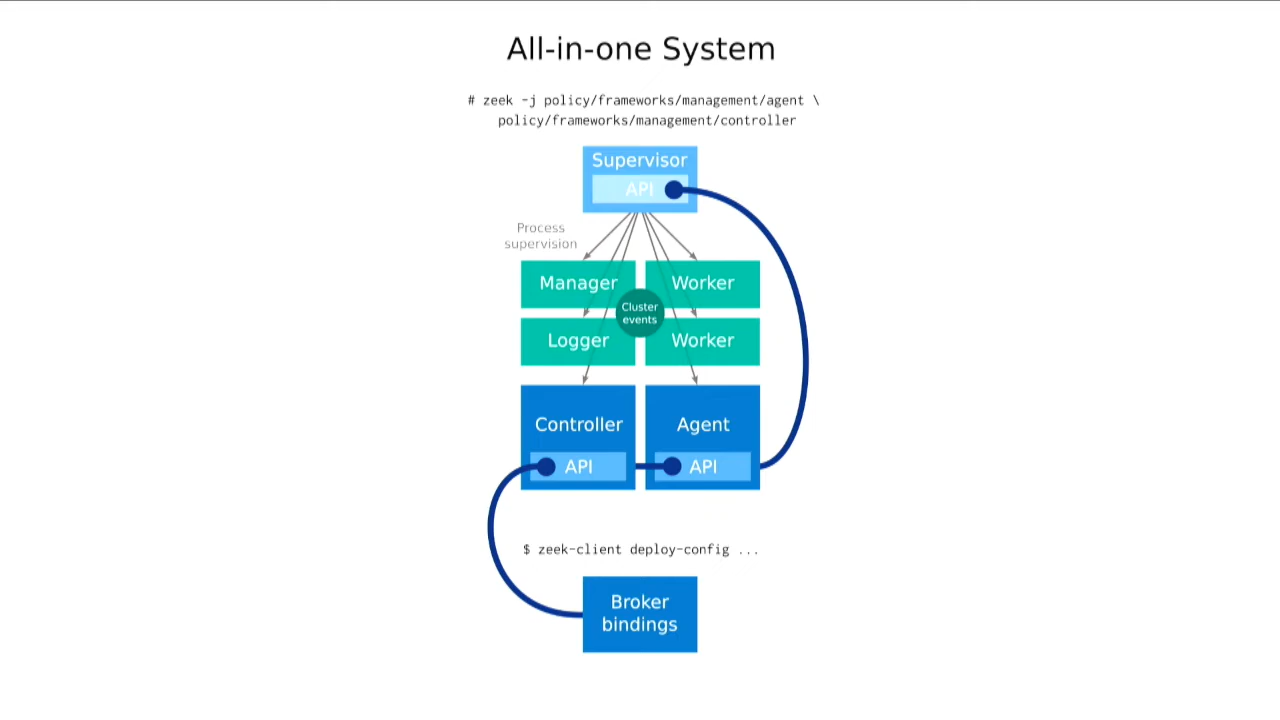 All-in-one System
# zeek -j policy/frameworks/management/agent \
policy/frameworks/management/controller
Supervisor
API
Process
supervision
Manager
Worker
Cluster
events
Logger
Worker
Controller
Agent
API
API
$ zeek-client deploy-config ...
Broker
bindings